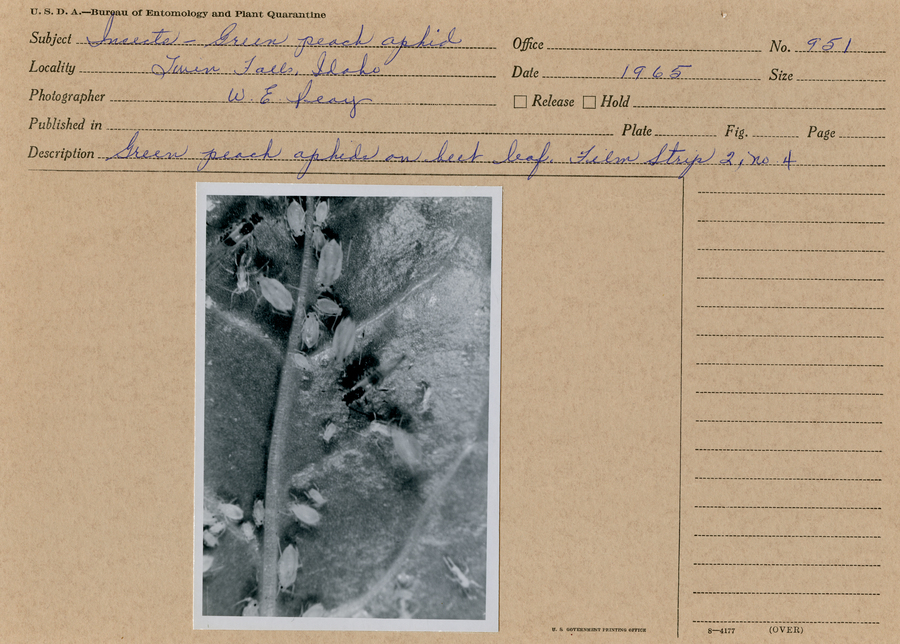 U. S. D. A.—Bureau of Entomology and Plant Quarantine
Subject Insects - Green peach aphid Office No. 951
Locality Twin Falls, Idaho Date 1965 Size
Photographer W. E. Peay Release Hold
Published in Plate Fig. Page
Description Green peach aphids on beet leaf. Film Strip 2, no 4
U. S. GOVERNMENT PRINTING OFFICE 8—4177 (OVER)